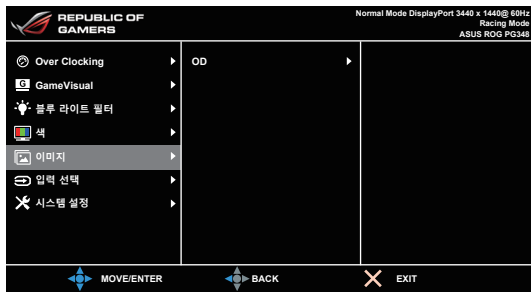 REPUBLIC OF
GAMERS
Normal Mode DisplayPort 3440 x 1440@ 60Hz
Racing Mode
ASUS ROG PG348
Over Clocking
OD
G GameVisual
블루 라이트 필터
색
이미지
입력 선택
시스템 설정
MOVE/ENTER
BACK
EXIT